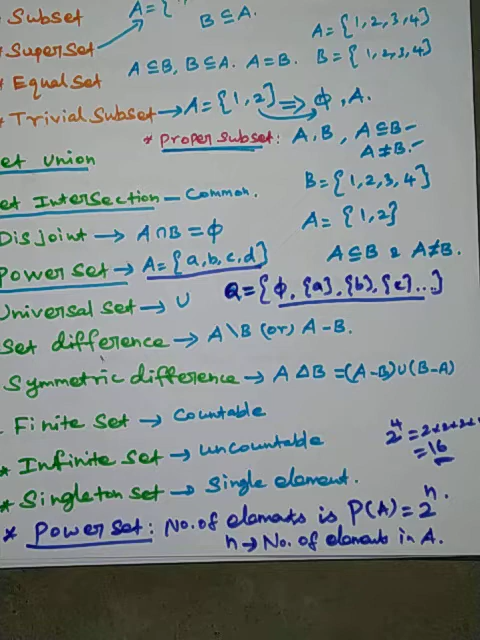 * Subset
A = {
B ⊆ A.
A = {1, 2, 3, 4}
* Superset
A ⊆ B, B ⊆ A. A = B. B = { 1, 2, 3, 4}
* Equal Set
* Trivial Subset → A = {1, 2} ⇒ ϕ, A.
* Proper subset: A, B, A ⊆ B
A ≠ B.
et Union
B = {1, 2, 3, 4}
et Intersection – Common.
A = {1, 2}
Disjoint → A ∩ B = ϕ
A ⊆ B & A ≠ B.
Power set → A = {a, b, c, d}
Q = {ϕ, {a}, {b}, {c}...}
Universal set → U
Set difference → A \ B (or) A – B.
Symmetric difference → A Δ B = (A – B) ∪ (B – A)
Finite Set → Countable
2⁴ = 2 x 2 x 2 x
= 16
* Infinite Set → Uncountable
* Singleton set → Single element.
* Power set: No. of elements is P(A) = 2ⁿ.
n → No. of elements in A.